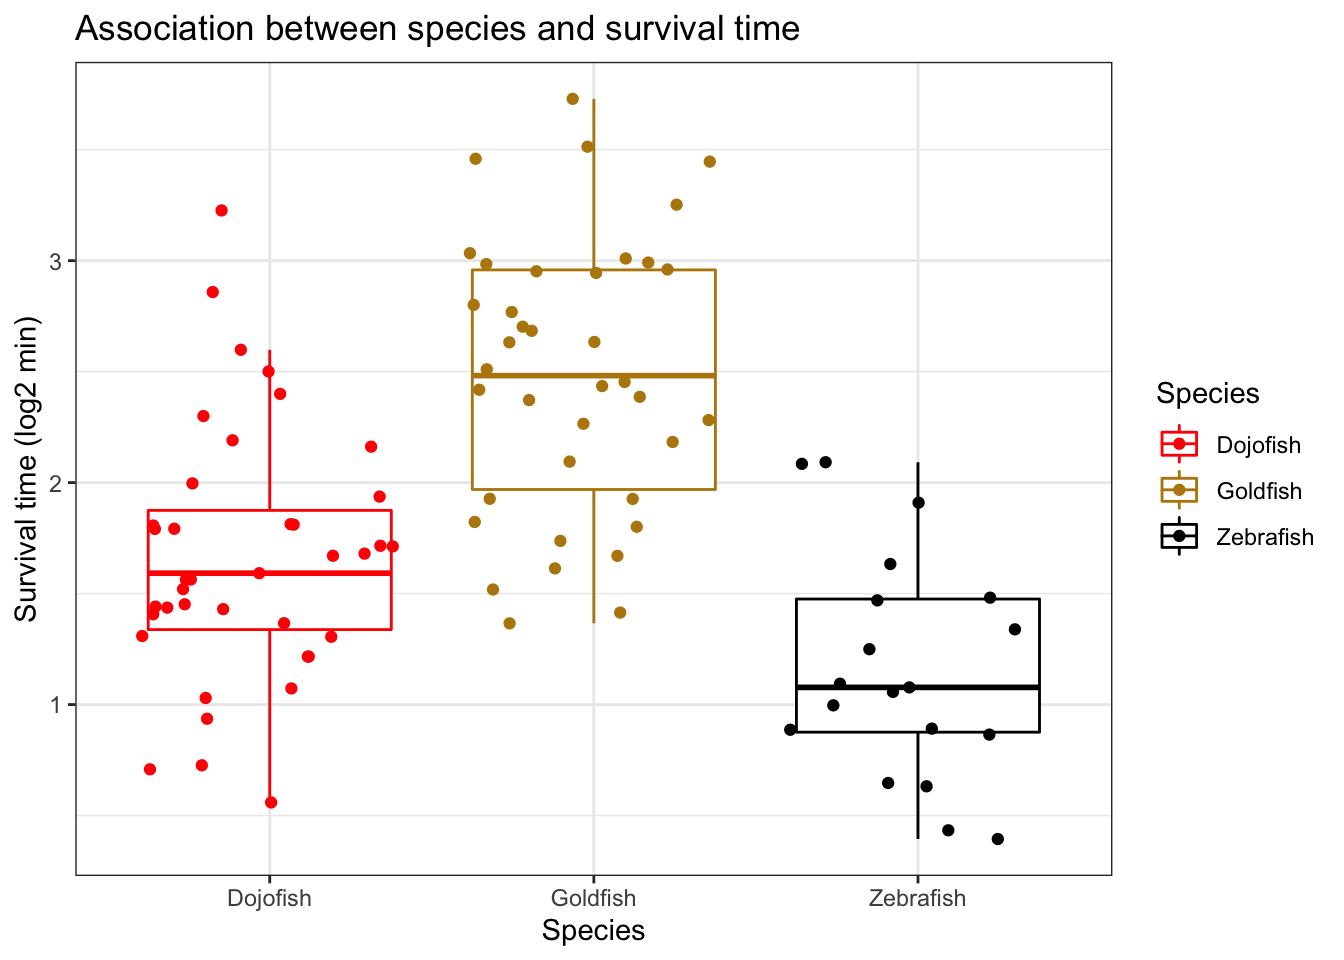 Association between species and survival time
Survival time (log2 min)
3
2
1
Dojofish
Goldfish
Zebrafish
Species
Species
Dojofish
Goldfish
Zebrafish